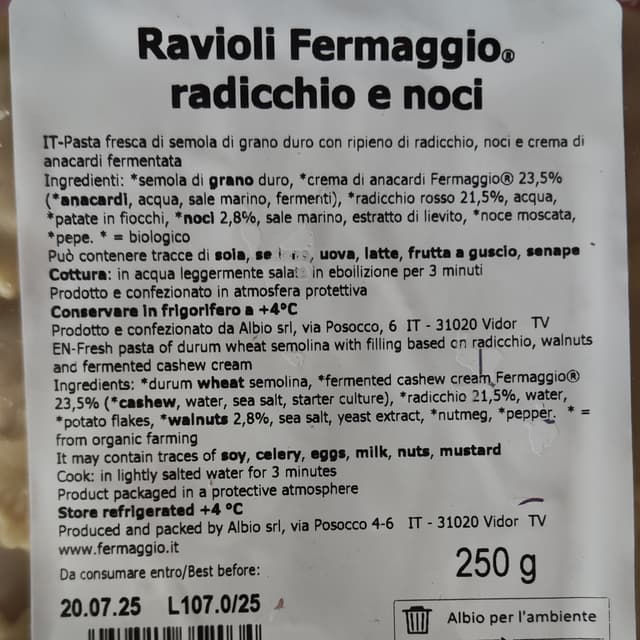 Ravioli Fermaggio®
radicchio e noci
IT-Pasta fresca di semola di grano duro con ripieno di radicchio, noci e crema di
anacardi fermentata
Ingredienti: *semola di grano duro, *crema di anacardi Fermaggio® 23,5%
(*anacardi, acqua, sale marino, fermenti), *radicchio rosso 21,5%, acqua,
*patate in fiocchi, *noci 2,8%, sale marino, estratto di lievito, *noce moscata,
*pepe. * = biologico
Può contenere tracce di soia, uova, latte, frutta a guscio, senape
Cottura: in acqua leggermente salata in eboilizione per 3 minuti
Prodotto e confezionato in atmosfera protettiva
Conservare in frigorifero a +4°C
Prodotto e confezionato da Albio srl, via Posocco, 6 IT - 31020 Vidor TV
EN-Fresh pasta of durum wheat semolina with filling based on radicchio, walnuts
and fermented cashew cream
Ingredients: *durum wheat semolina, *fermented cashew cream Fermaggio®
23,5% (*cashew, water, sea salt, starter culture), *radicchio 21,5%, water,
*potato flakes, *walnuts 2,8%, sea salt, yeast extract, *nutmeg, *pepper. * =
from organic farming
It may contain traces of soy, celery, eggs, milk, nuts, mustard
Cook: in lightly salted water for 3 minutes
Product packaged in a protective atmosphere
Store refrigerated +4 °C
Produced and packed by Albio srl, via Posocco 4-6 IT - 31020 Vidor TV
www.fermaggio.it
250 g
Da consumare entro/Best before:
20.07.25 L107.0/25
Albio per l'ambiente